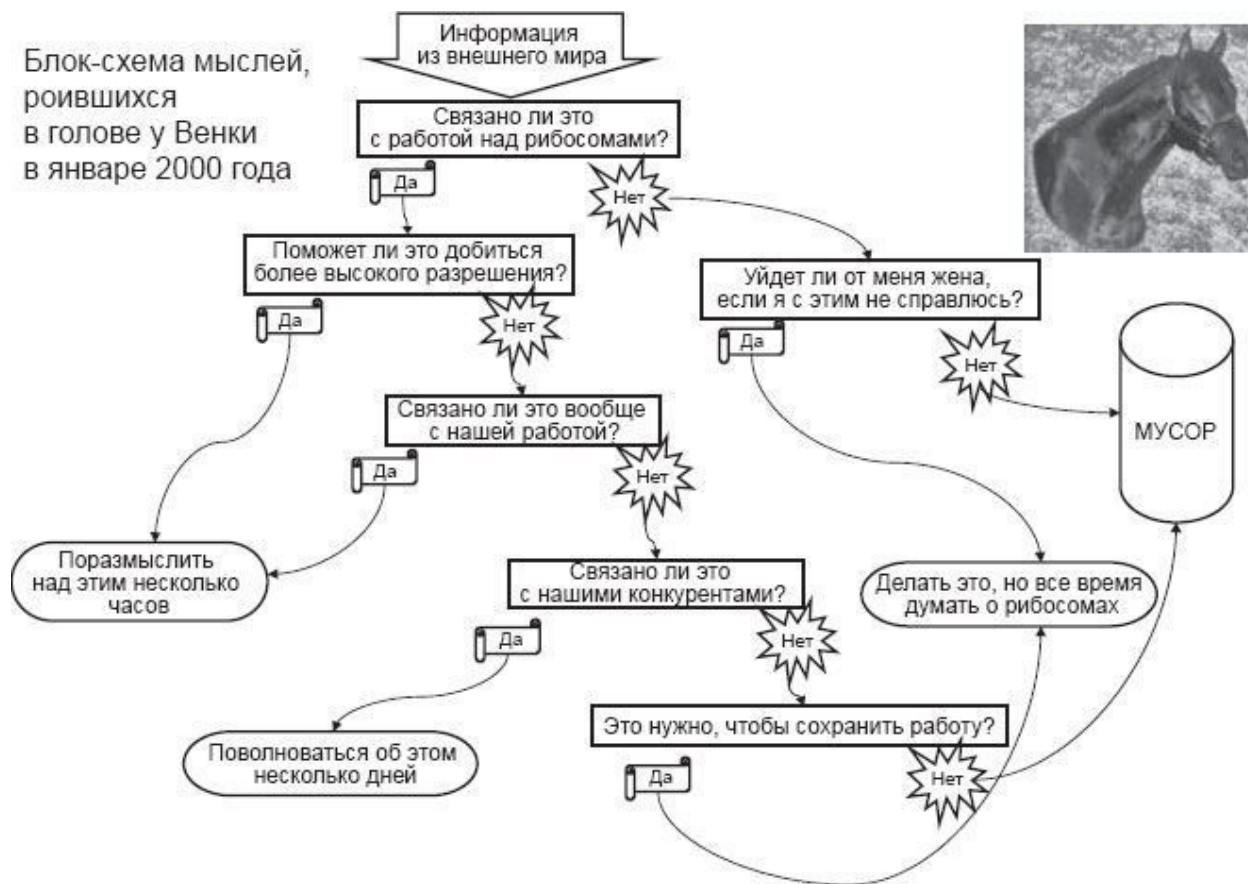 Блок-схема мыслей,
роившихся
в голове у Венки
в январе 2000 года
Информация
из внешнего мира
Связано ли это
с работой над рибосомами?
Да
Нет
Поможет ли это добиться
более высокого разрешения?
Уйдет ли от меня жена,
если я с этим не справлюсь?
Да
Нет
Да
Нет
МУСОР
Связано ли это вообще
с нашей работой?
Да
Нет
Поразмыслить
над этим несколько
часов
Связано ли это
с нашими конкурентами?
Делать это, но все время
думать о рибосомах
Да
Нет
Поволноваться об этом
несколько дней
Это нужно, чтобы сохранить работу?
Да
Нет